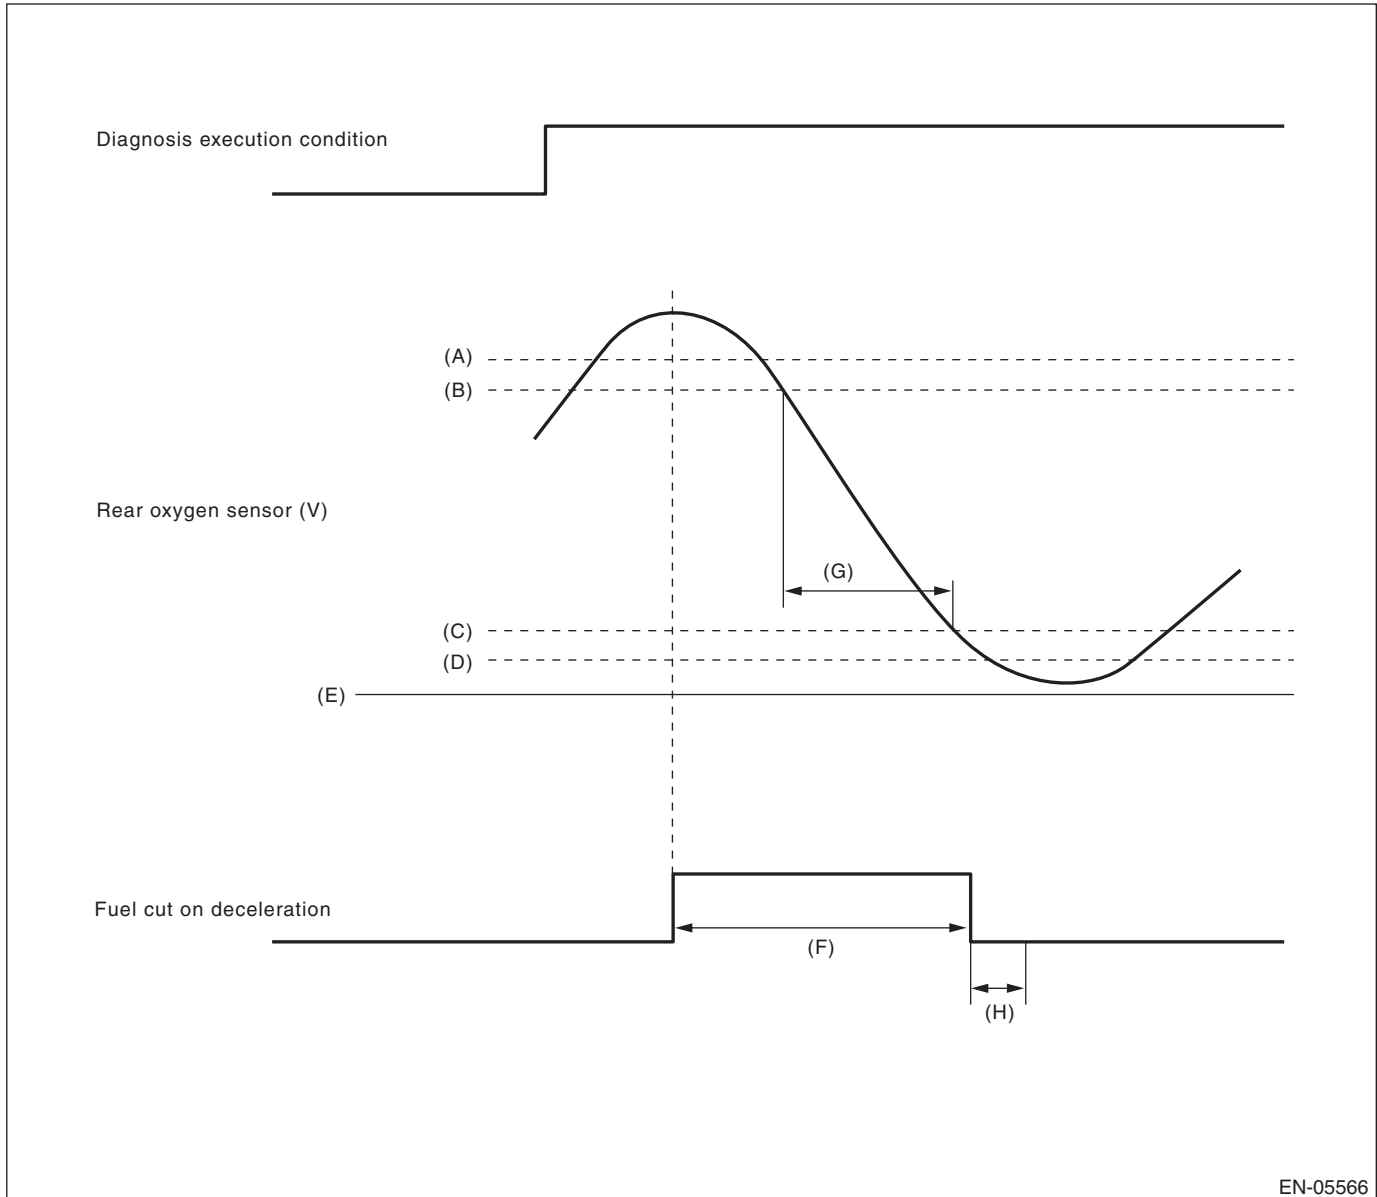 Diagnosis execution condition
(A)
(B)
Rear oxygen sensor (V)
(G)
(C)
(D)
(E)
Fuel cut on deceleration
(F)
(H)
EN-05566